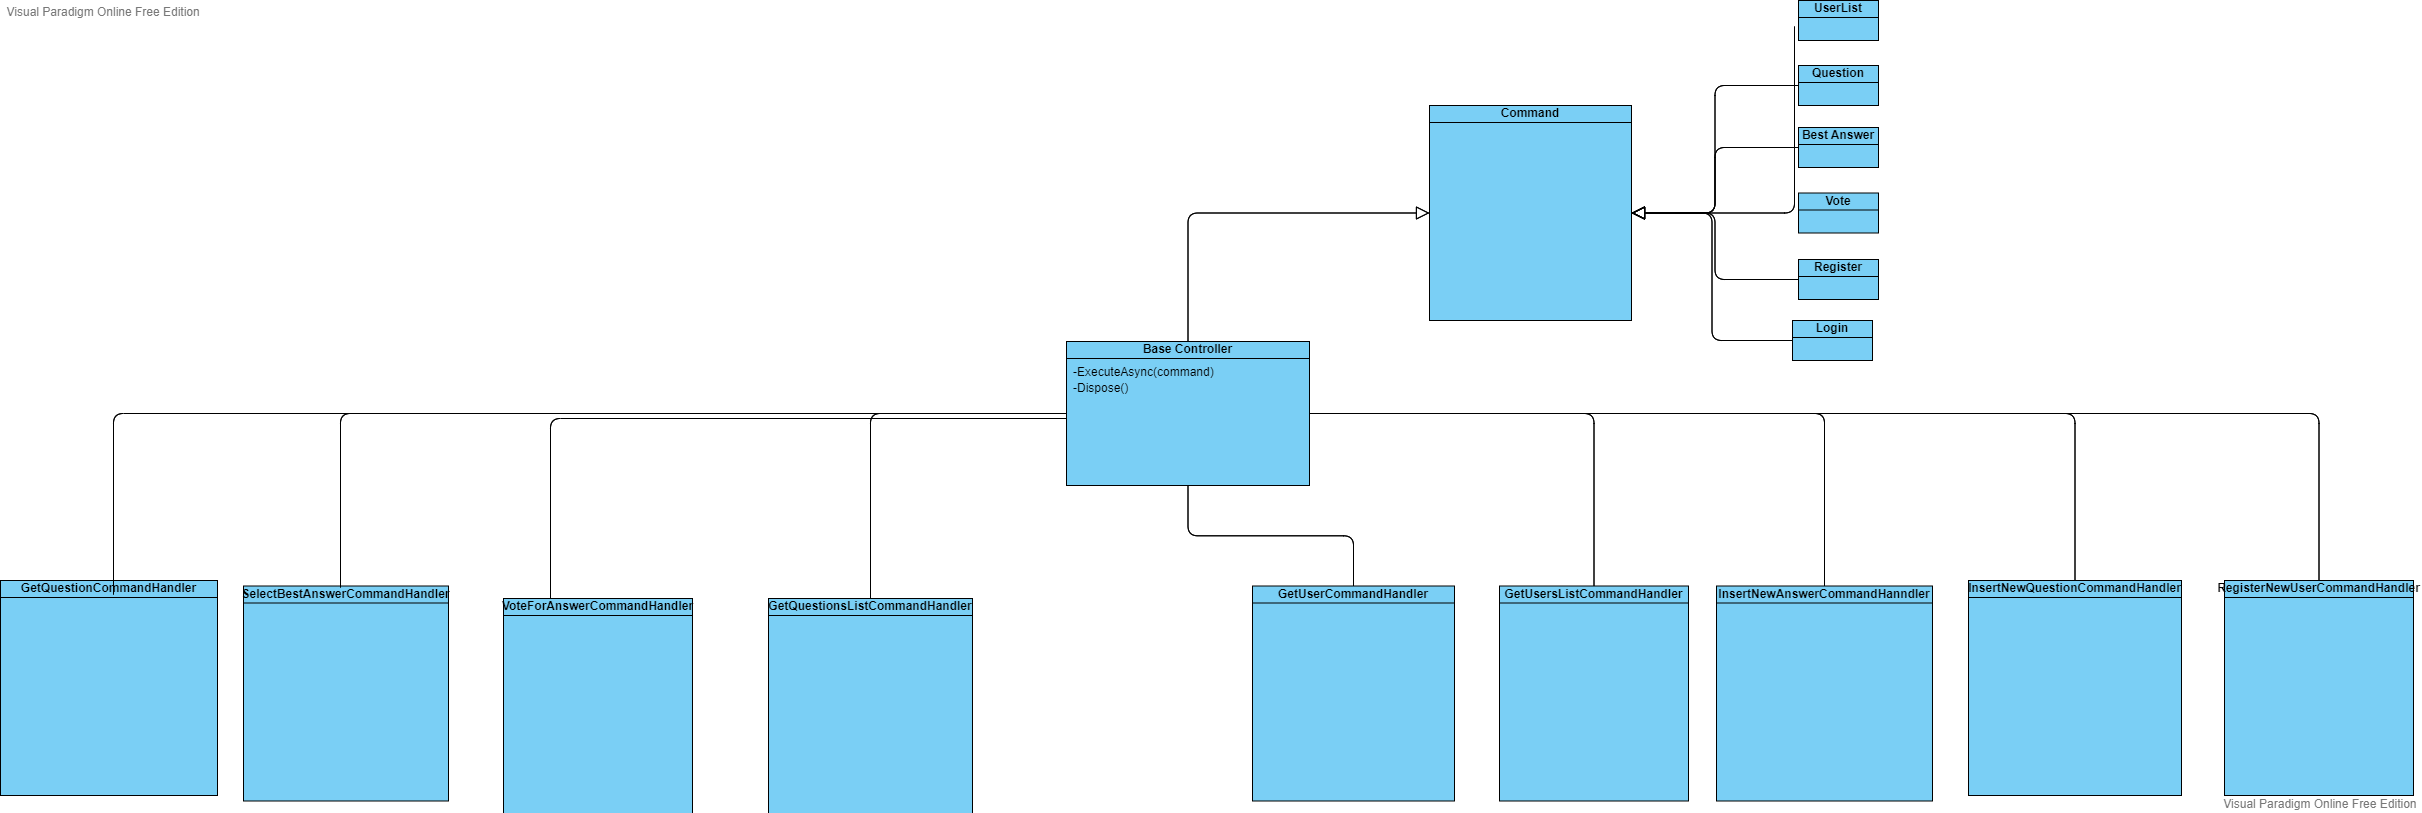 Visual Paradigm Online Free Edition
UserList
Question
Command
Best Answer
Vote
Register
Login
Base Controller
-ExecuteAsync(command)
-Dispose()
GetQuestionCommandHandler
SelectBestAnswerCommandHandler
VoteForAnswerCommandHandler
GetQuestionsListCommandHandler
GetUserCommandHandler
GetUsersListCommandHandler
InsertNewAnswerCommandHanndler
InsertNewQuestionCommandHandler
RegisterNewUserCommandHandler
Visual Paradigm Online Free Edition